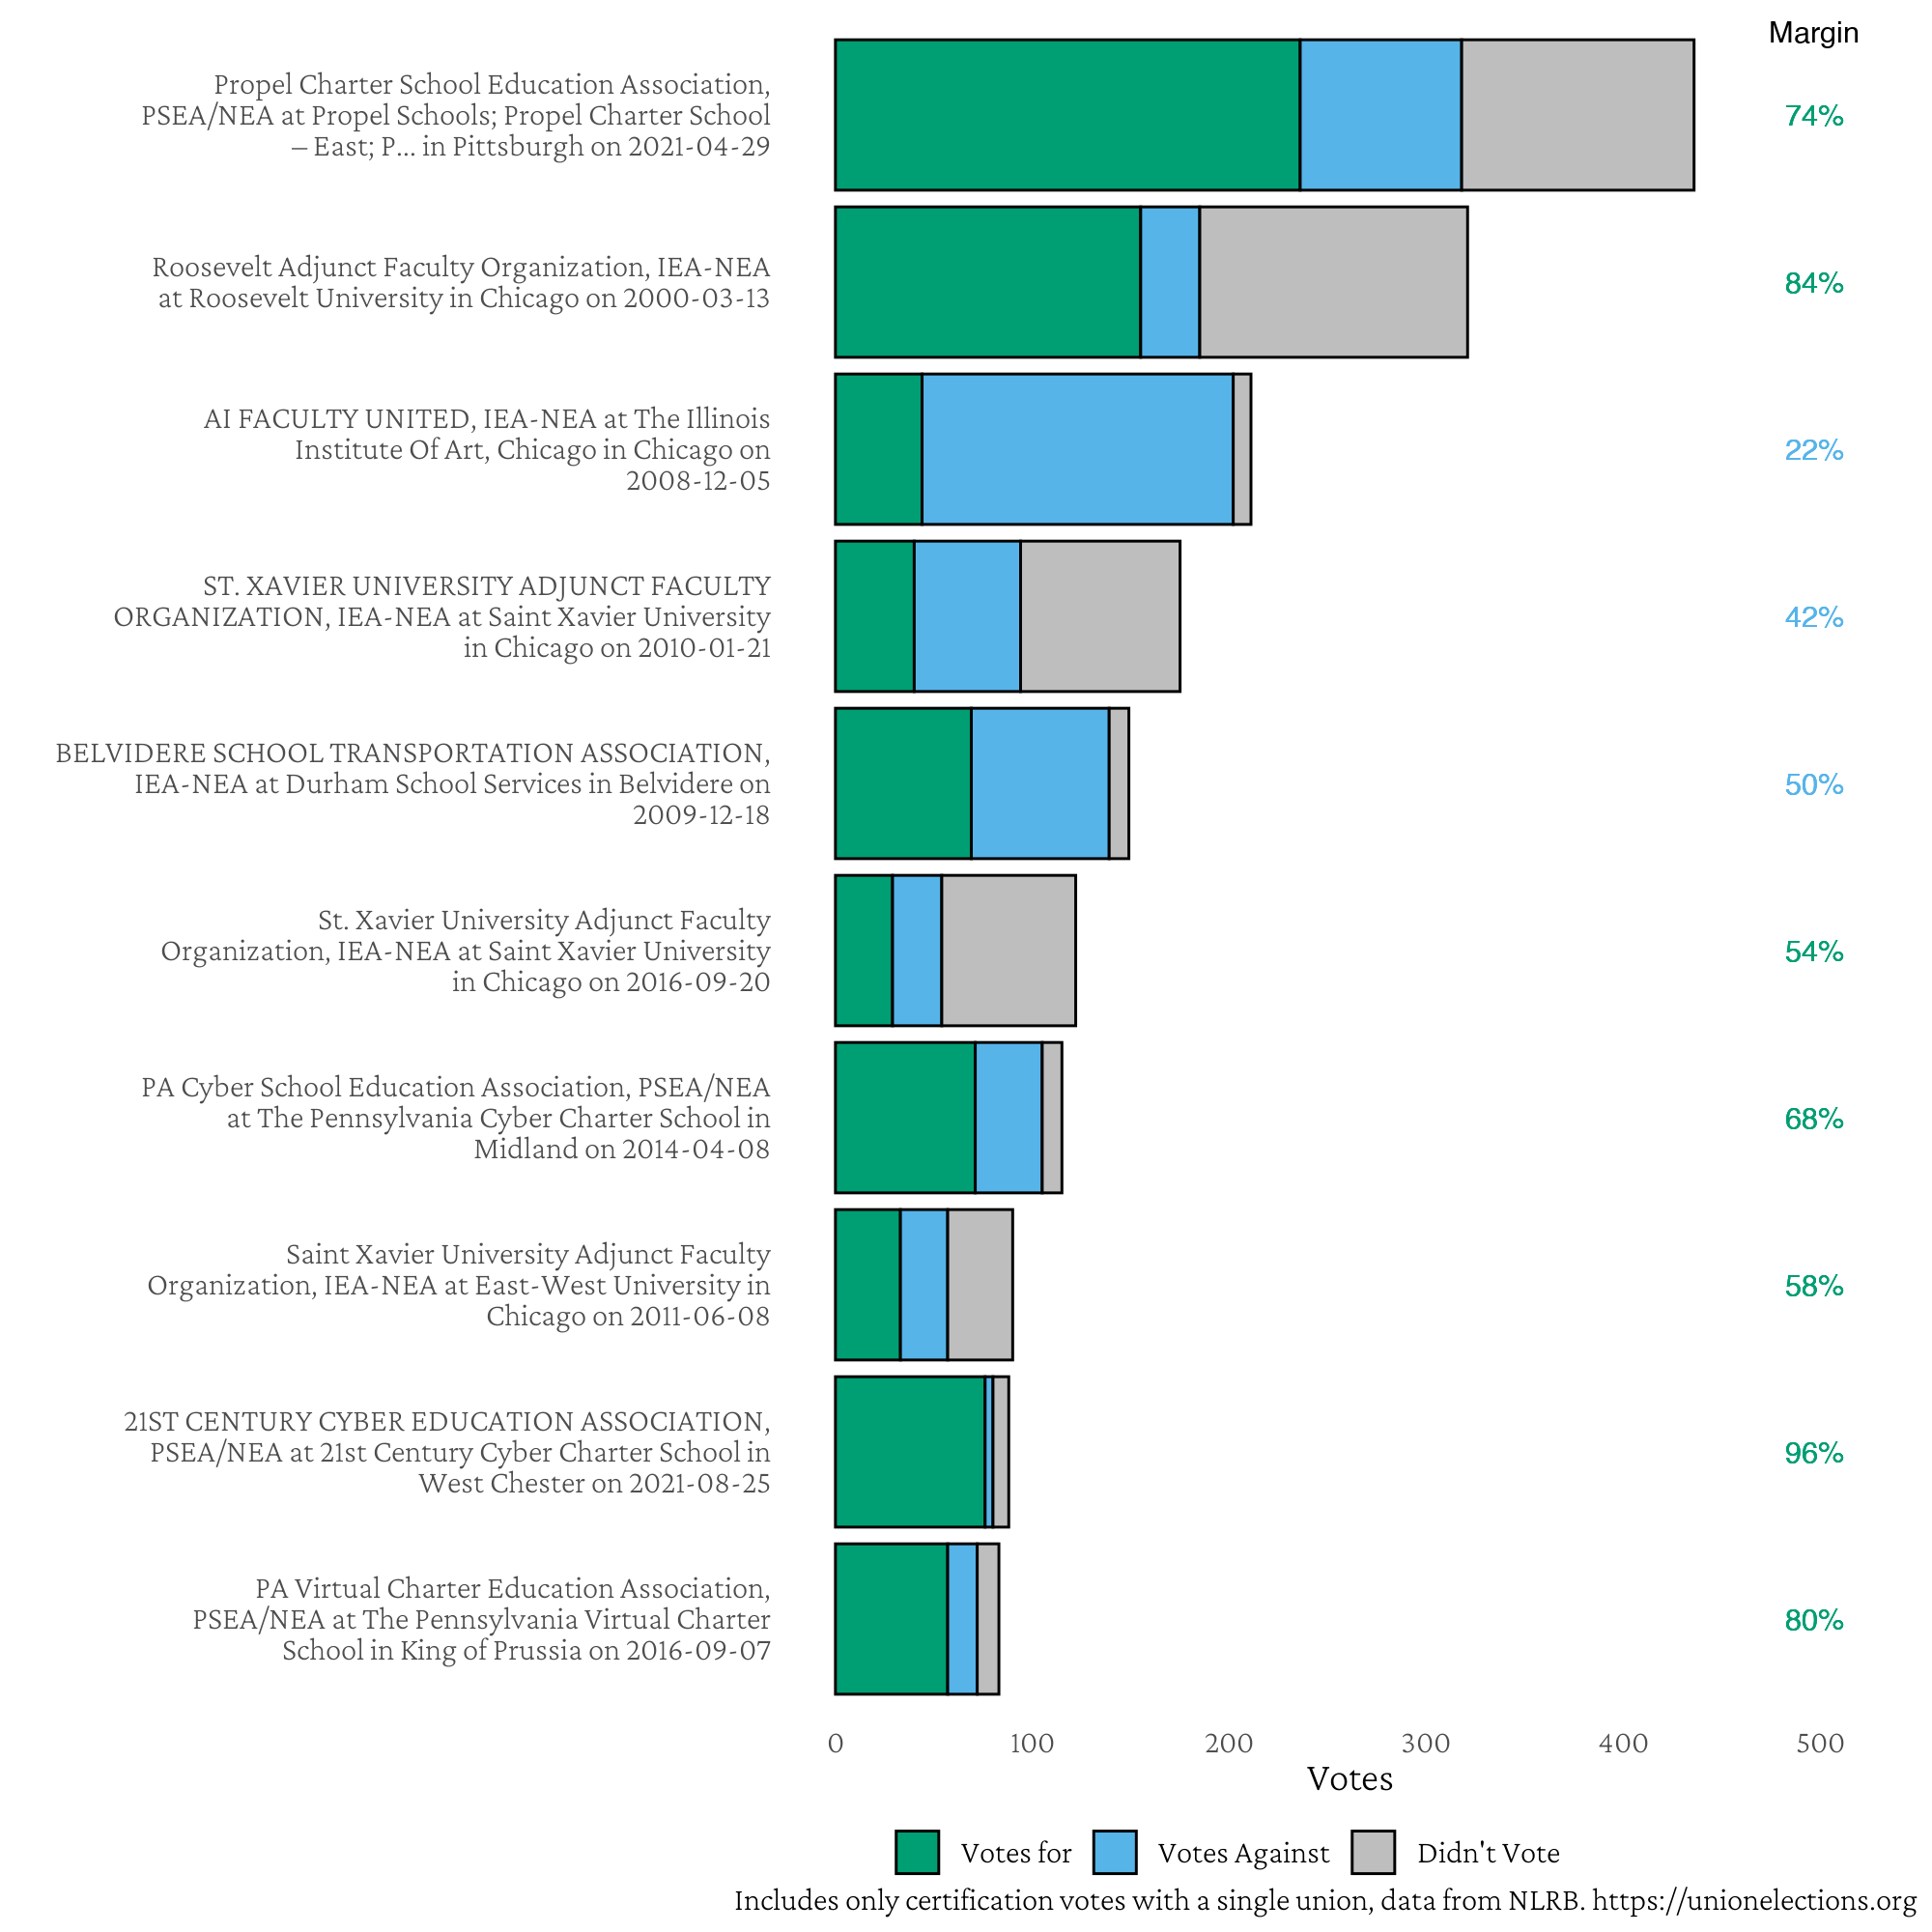 Margin
Propel Charter School Education Association,
PSEA/NEA at Propel Schools; Propel Charter School
– East; P... in Pittsburgh on 2021-04-29
74%
Roosevelt Adjunct Faculty Organization, IEA-NEA
at Roosevelt University in Chicago on 2000-03-13
84%
AI FACULTY UNITED, IEA-NEA at The Illinois
Institute Of Art, Chicago in Chicago on
2008-12-05
22%
ST. XAVIER UNIVERSITY ADJUNCT FACULTY
ORGANIZATION, IEA-NEA at Saint Xavier University
in Chicago on 2010-01-21
42%
BELVIDERE SCHOOL TRANSPORTATION ASSOCIATION,
IEA-NEA at Durham School Services in Belvidere on
2009-12-18
50%
St. Xavier University Adjunct Faculty
Organization, IEA-NEA at Saint Xavier University
in Chicago on 2016-09-20
54%
PA Cyber School Education Association, PSEA/NEA
at The Pennsylvania Cyber Charter School in
Midland on 2014-04-08
68%
Saint Xavier University Adjunct Faculty
Organization, IEA-NEA at East-West University in
Chicago on 2011-06-08
58%
21ST CENTURY CYBER EDUCATION ASSOCIATION,
PSEA/NEA at 21st Century Cyber Charter School in
West Chester on 2021-08-25
96%
PA Virtual Charter Education Association,
PSEA/NEA at The Pennsylvania Virtual Charter
School in King of Prussia on 2016-09-07
80%
0 100 200 300 400 500
Votes
Votes for Votes Against Didn't Vote
Includes only certification votes with a single union, data from NLRB. https://unionelections.org